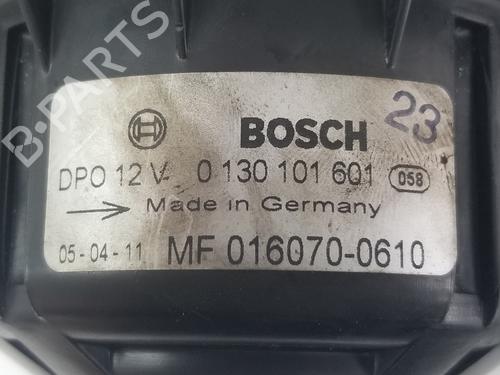 B-PARTS
23
BOSCH
DPO 12 V- 0 130 101 601 058
Made in Germany
05-04-11 MF 016070-0610